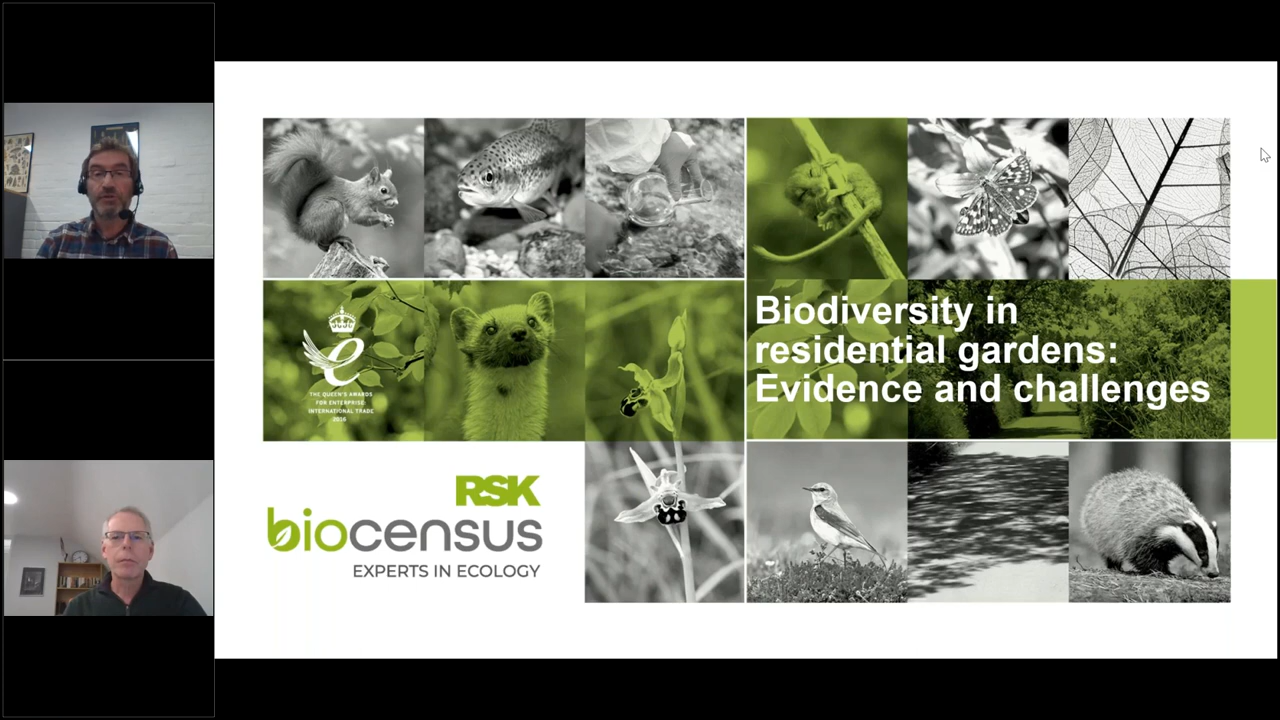 Biodiversity in
residential gardens:
Evidence and challenges
e
THE QUEEN'S AWARDS
FOR ENTERPRISE:
INTERNATIONAL TRADE
2016
RSK
biocensus
EXPERTS IN ECOLOGY